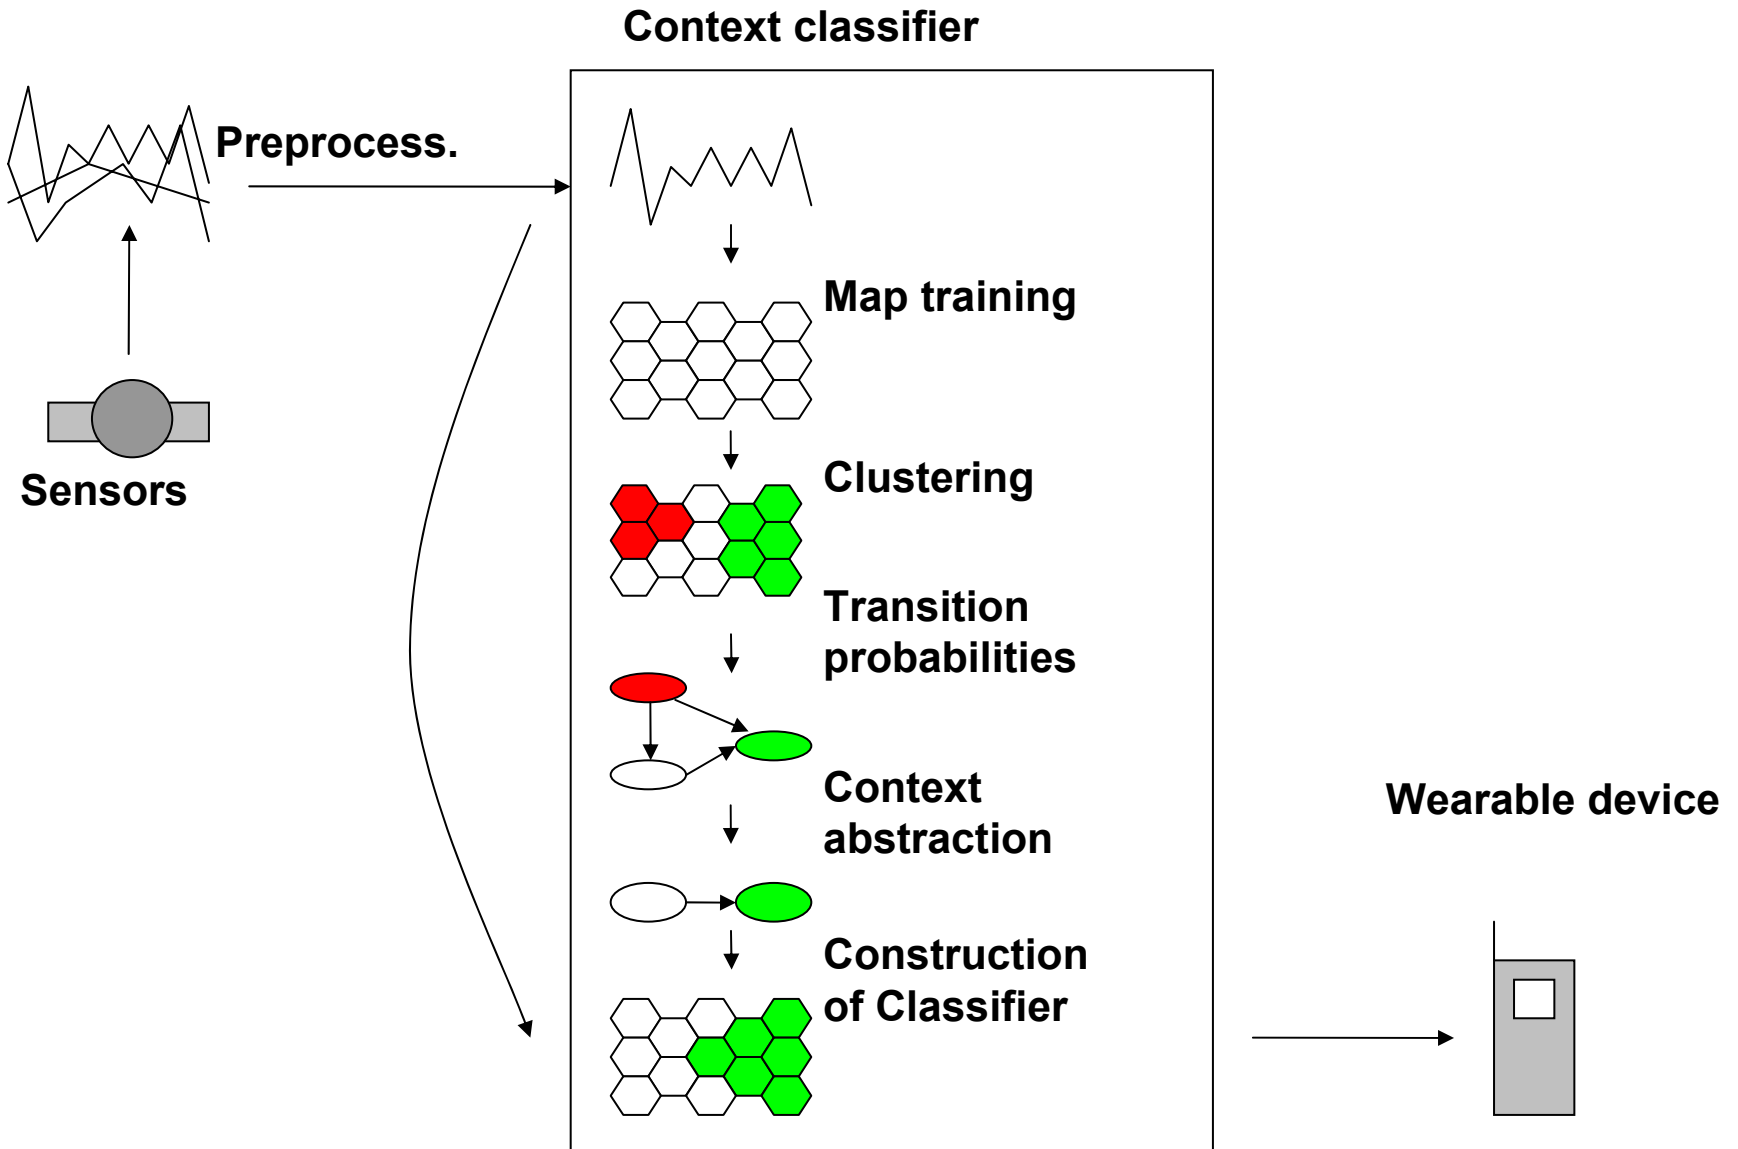 Context classifier
Preprocess.
Map training
Clustering
Sensors
Transition
probabilities
Context
abstraction
Wearable device
Construction
of Classifier